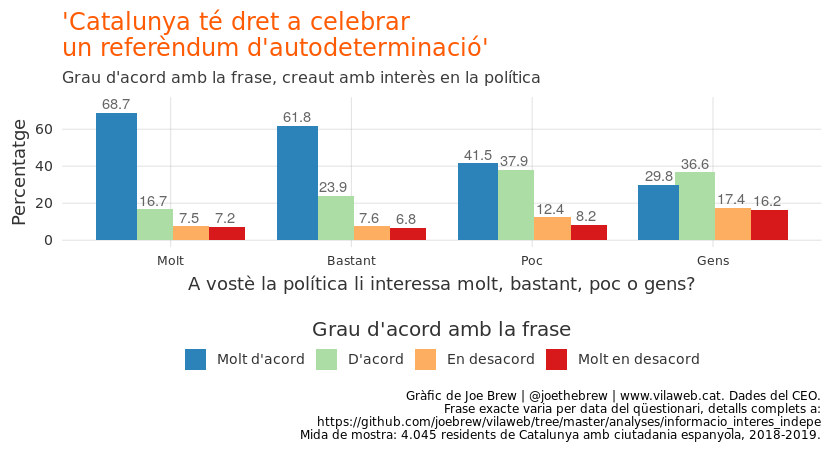 'Catalunya té dret a celebrar
un referèndum d'autodeterminació'
Grau d'acord amb la frase, creaut amb interès en la política
Percentatge
60
40
20
0
68.7
16.7
7.5
7.2
61.8
23.9
7.6
6.8
41.5
37.9
12.4
8.2
29.8
36.6
17.4
16.2
Molt
Bastant
Poc
Gens
A vostè la política li interessa molt, bastant, poc o gens?
Grau d'acord amb la frase
Molt d'acord
D'acord
En desacord
Molt en desacord
Gràfic de Joe Brew | @joethebrew | www.vilaweb.cat. Dades del CEO.
Frase exacte varia per data del qüestionari, detalls complets a:
https://github.com/joebrew/vilaweb/tree/master/analyses/informacio_interes_indepe
Mida de mostra: 4.045 residents de Catalunya amb ciutadania espanyola, 2018-2019.